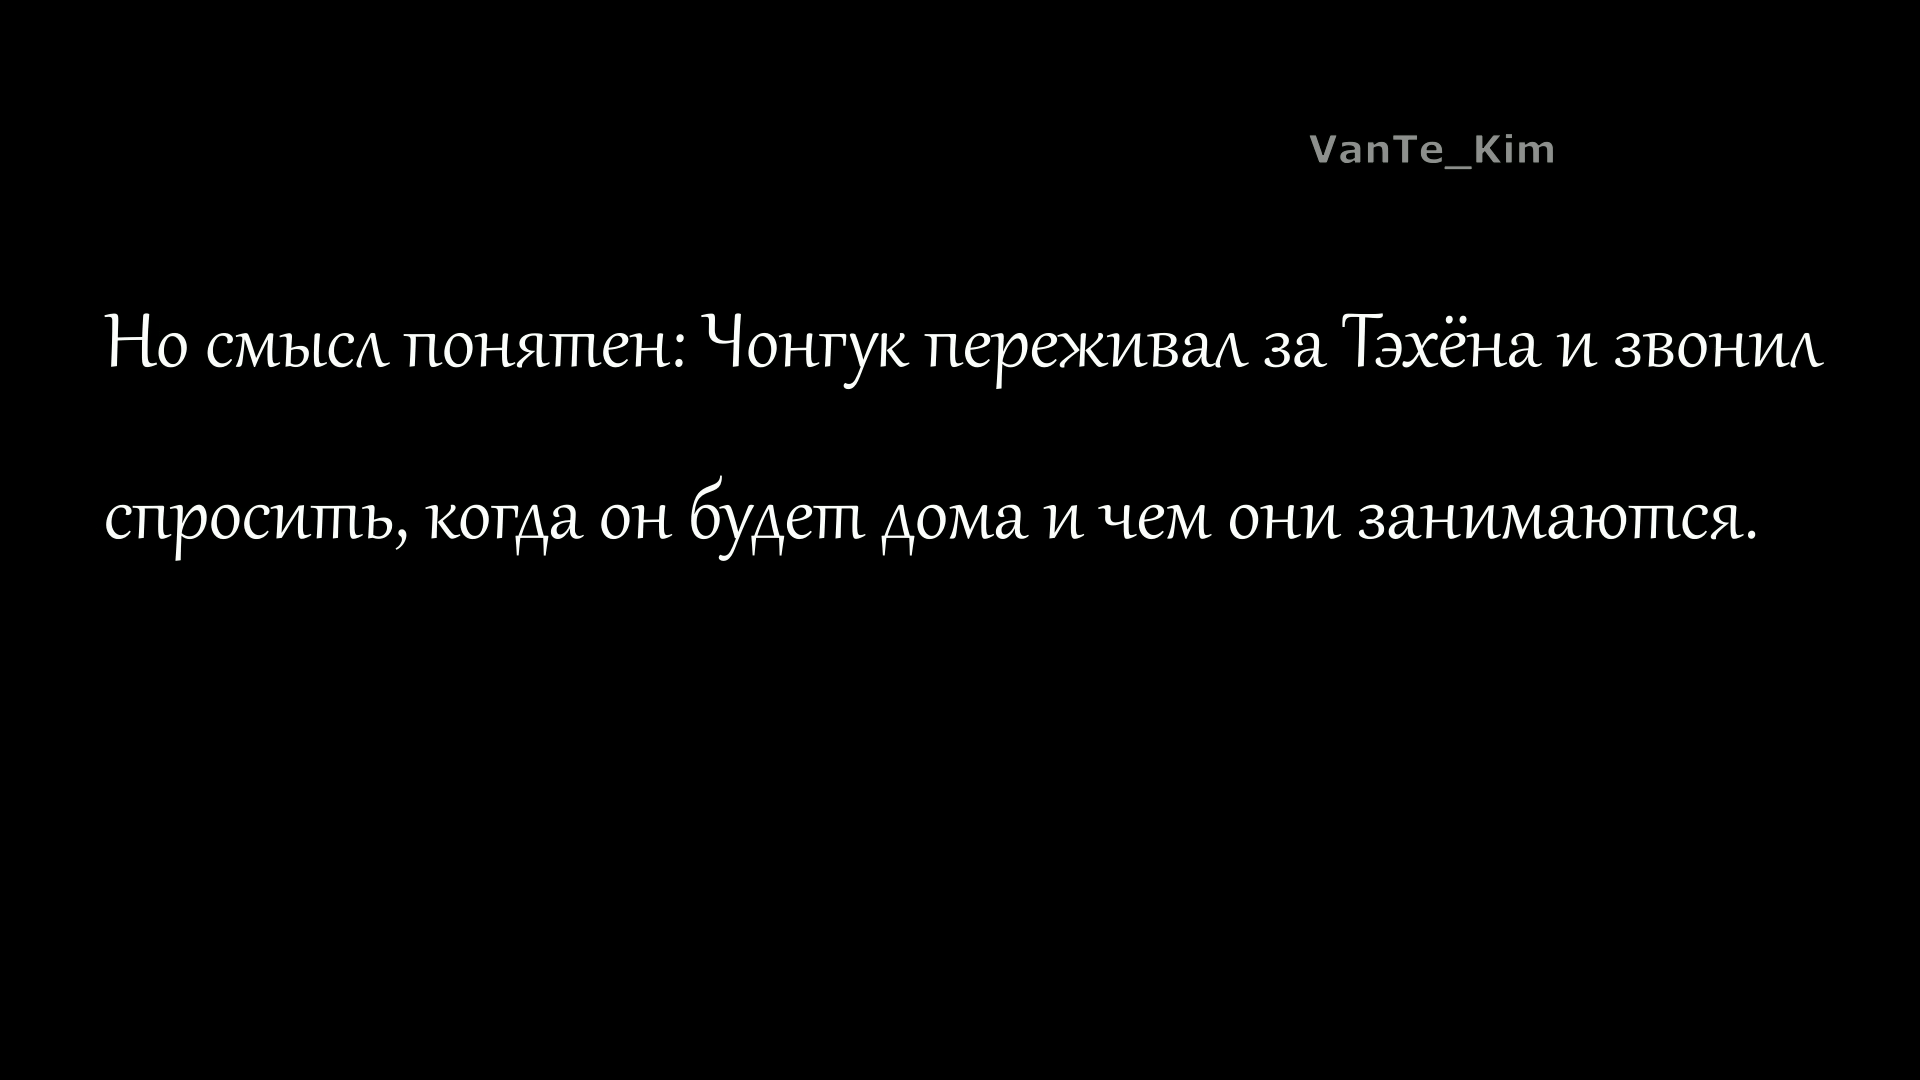 VanTe_Kim
Но смысл понятен: Чонгук переживал за Тэхёна и звонил
спросить, когда он будет дома и чем они занимаются.